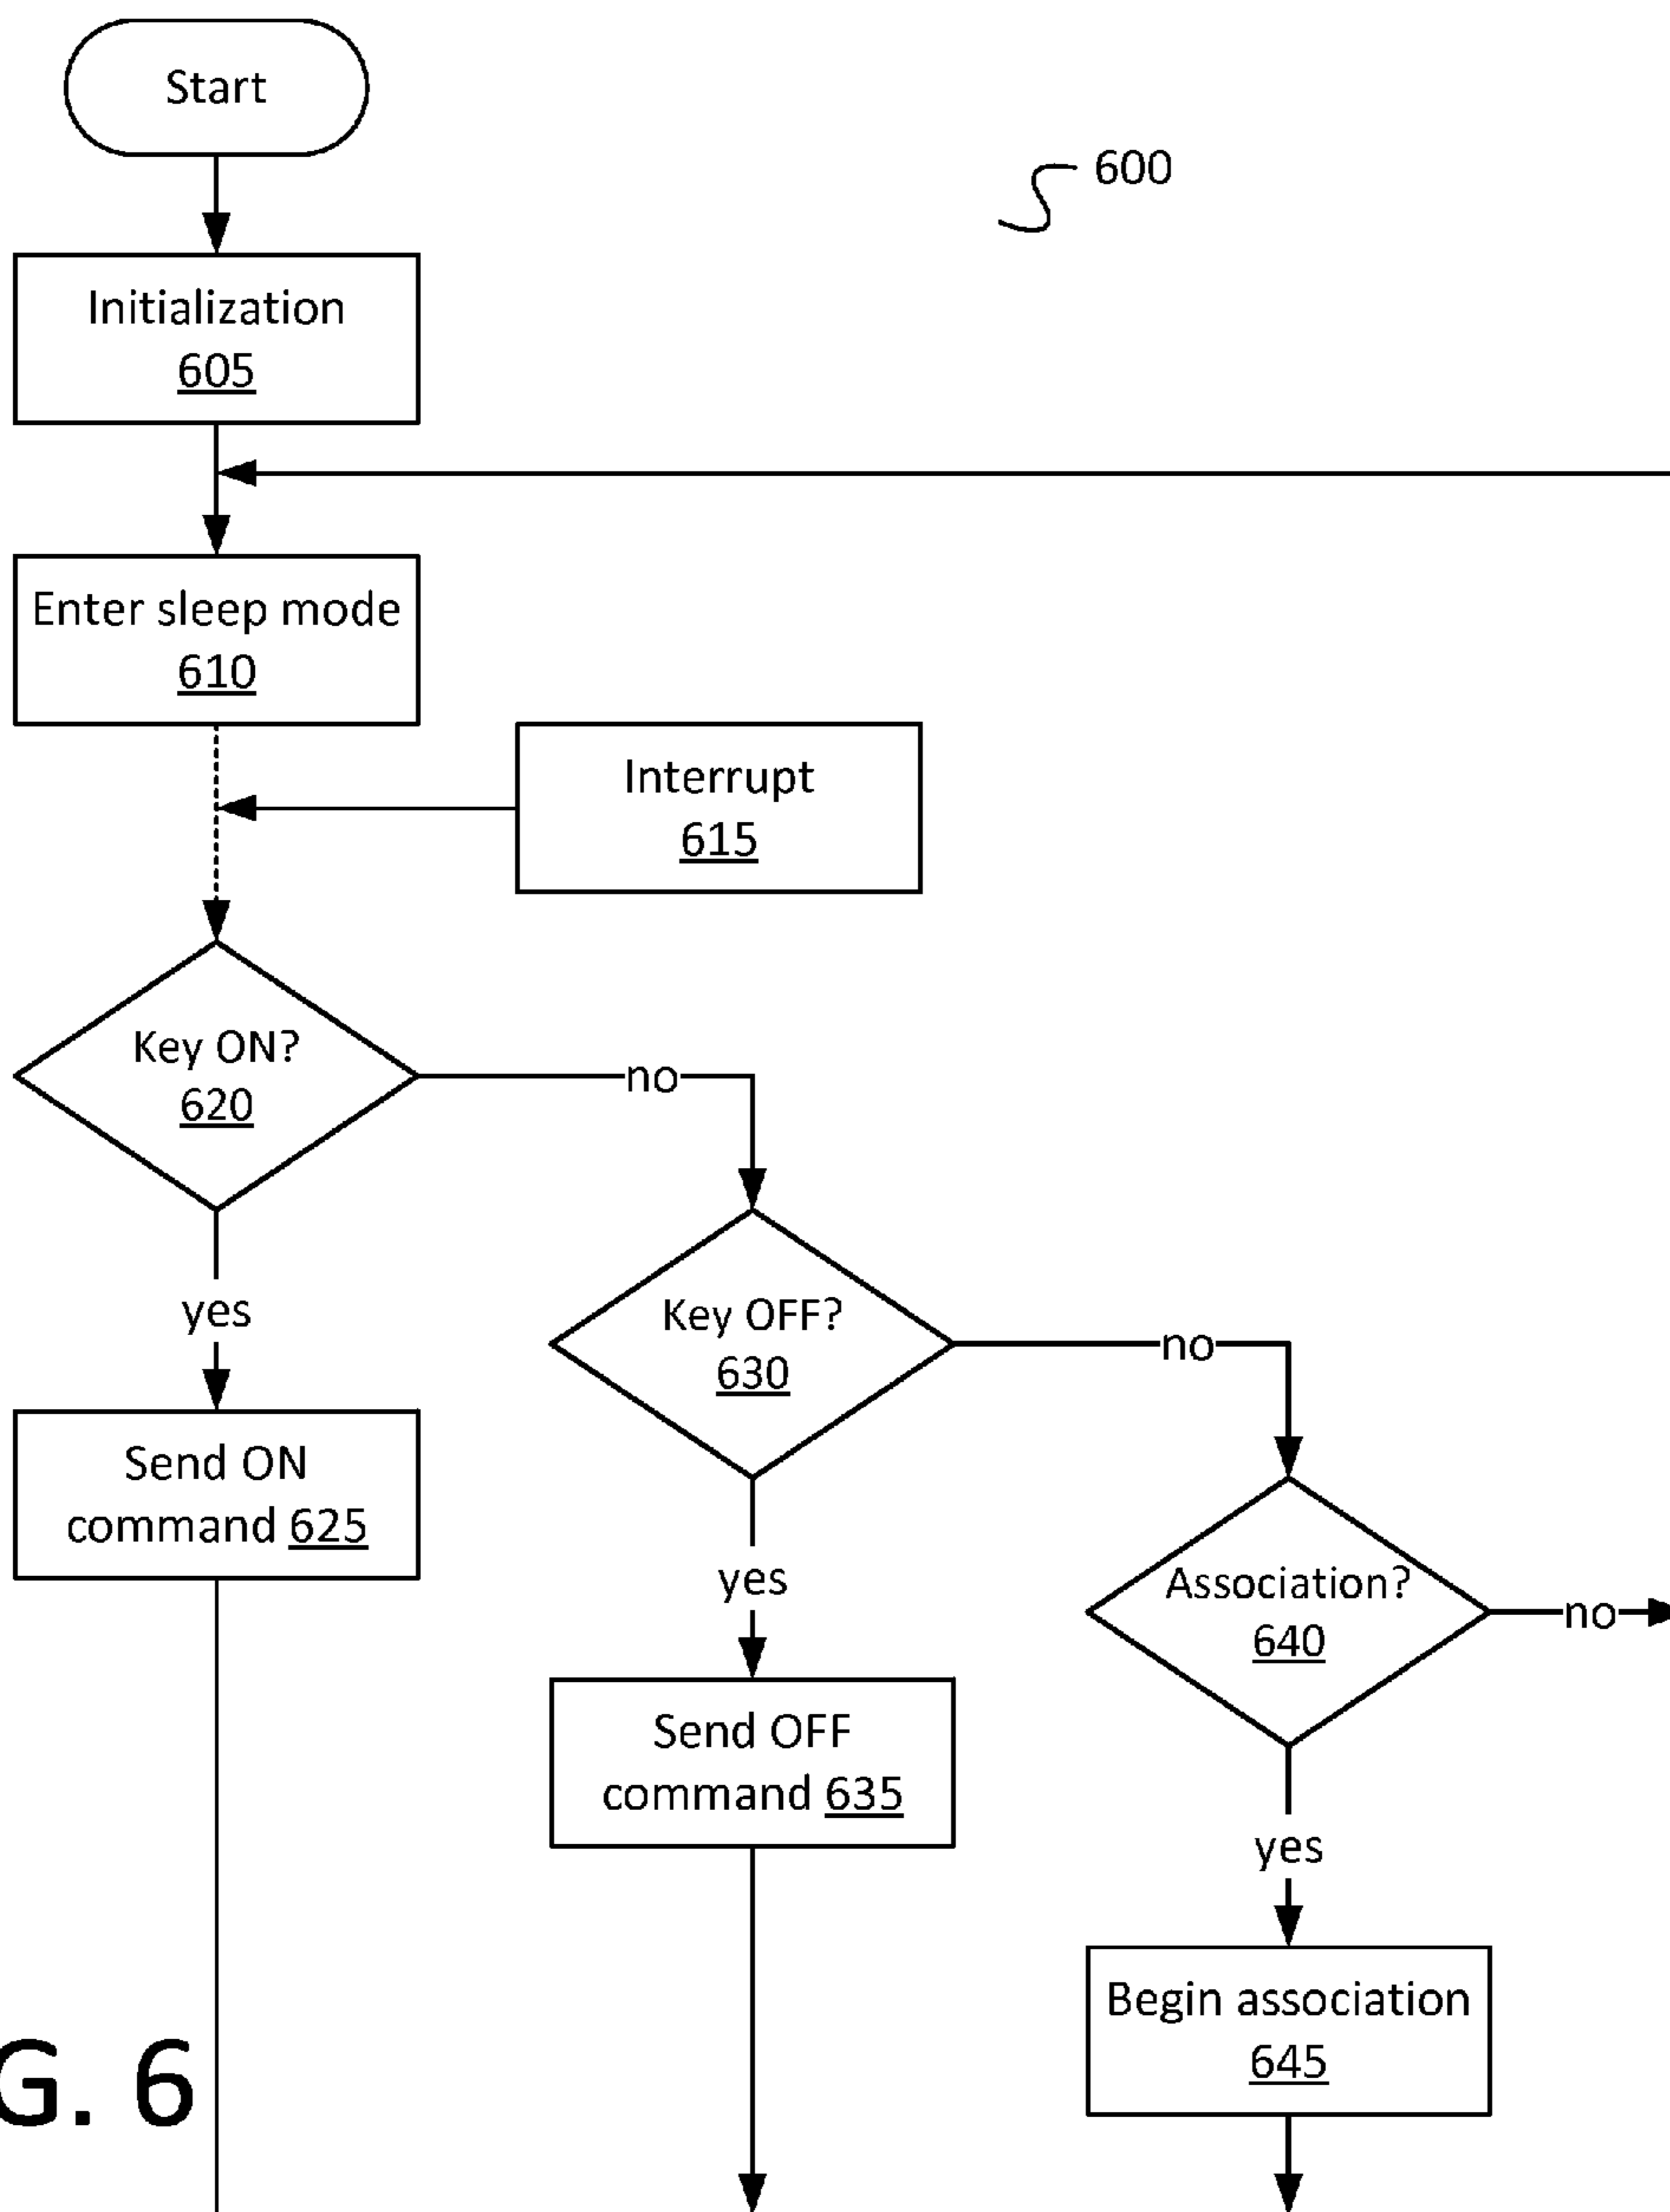 Start
600
Initialization
605
Enter sleep mode
610
Interrupt
615
Key ON?
620
no
yes
Key OFF?
630
no
Send ON
command 625
yes
Association?
640
no
Send OFF
command 635
yes
Begin association
645
G. 6